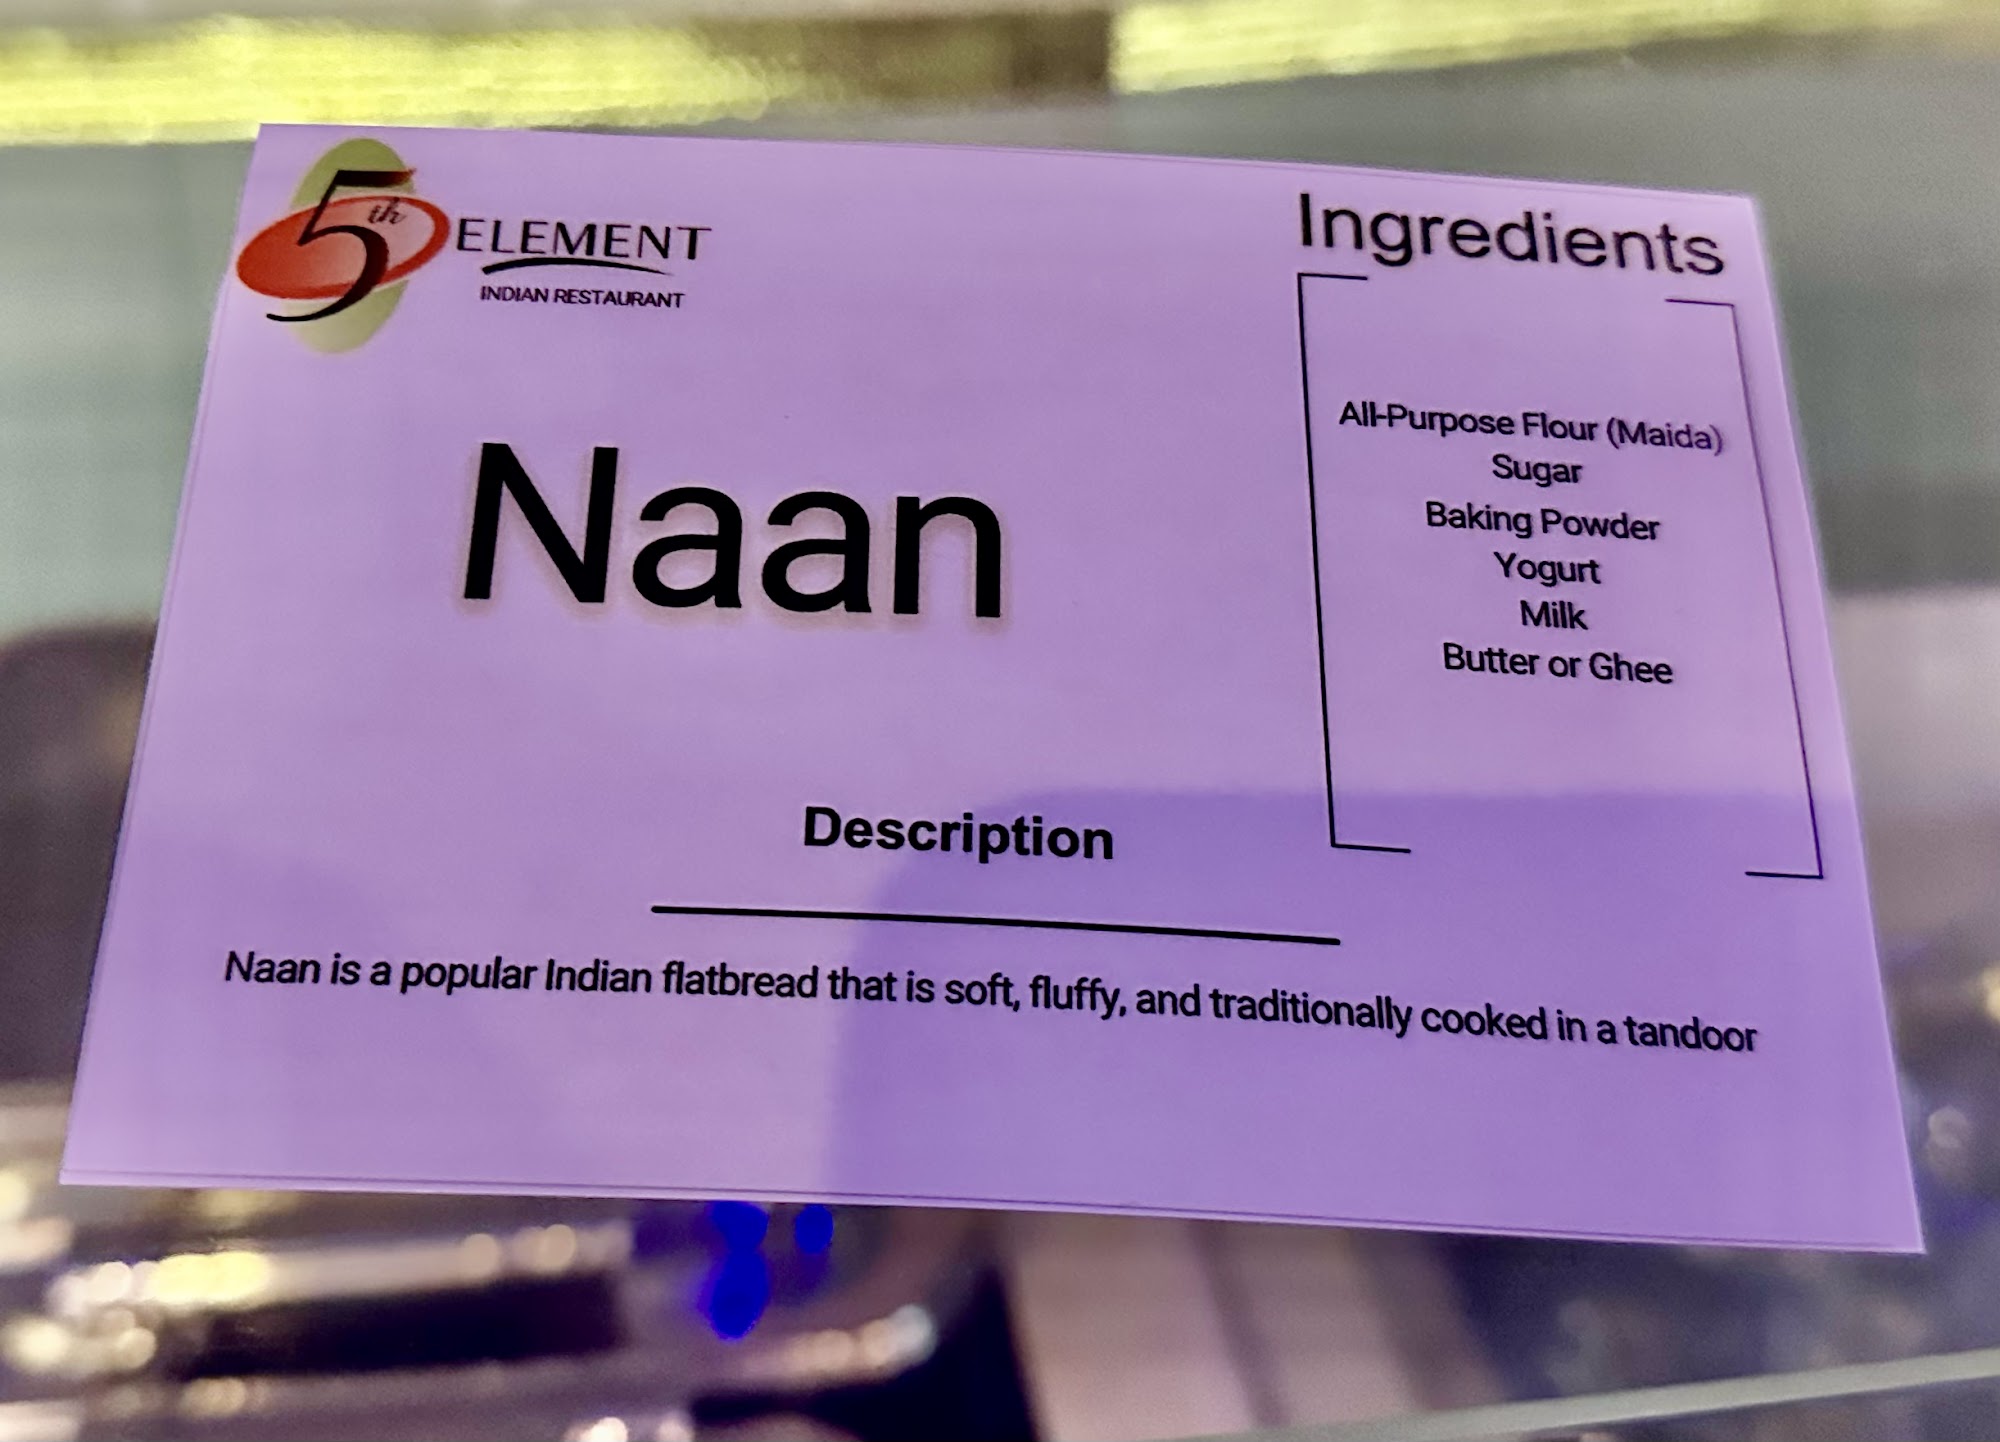 5th ELEMENT
INDIAN RESTAURANT
Naan
Ingredients
All-Purpose Flour (Maida)
Sugar
Baking Powder
Yogurt
Milk
Butter or Ghee
Description
Naan is a popular Indian flatbread that is soft, fluffy, and traditionally cooked in a tandoor